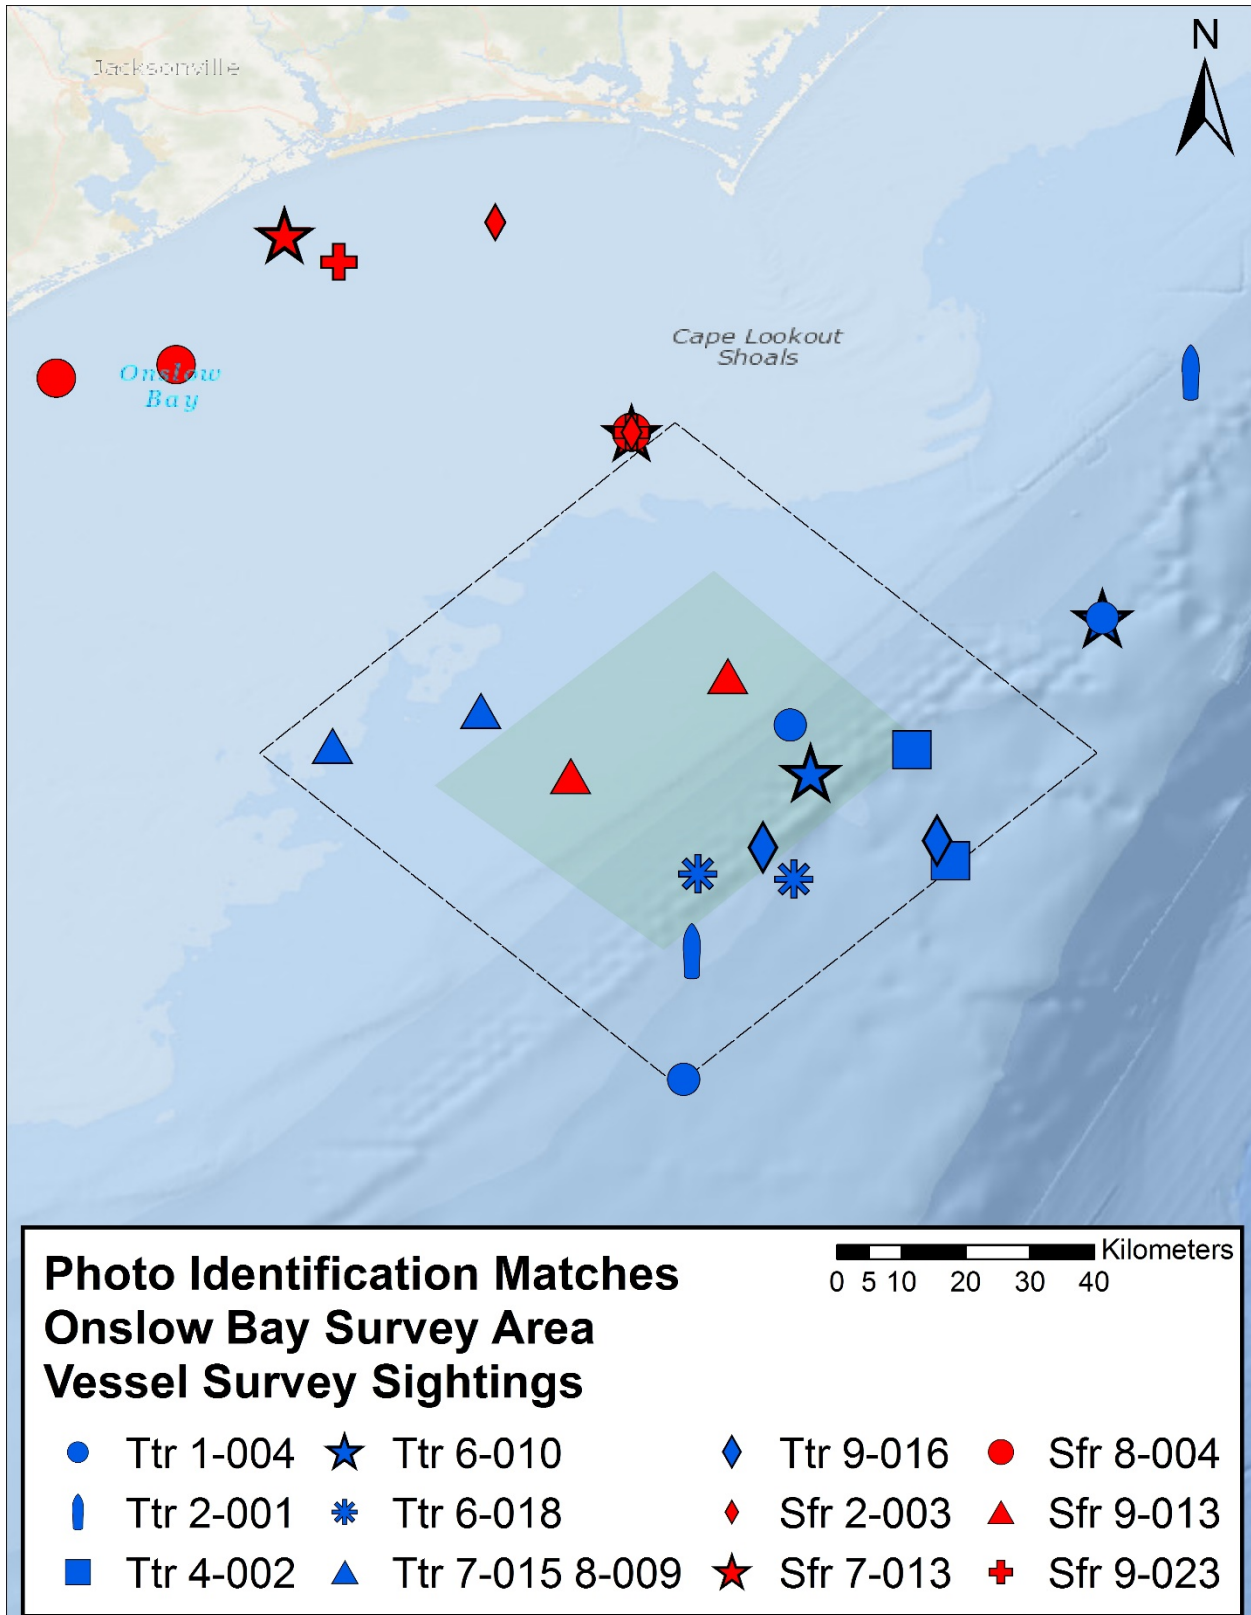 N
Jacksonville
Cape Lookout
Shoals
Onslow
Bay
Photo Identification Matches
Onslow Bay Survey Area
Vessel Survey Sightings
Kilometers
0 5 10 20 30 40
Ttr 1-004 Ttr 6-010 Ttr 9-016 Sfr 8-004
Ttr 2-001 Ttr 6-018 Sfr 2-003 Sfr 9-013
Ttr 4-002 Ttr 7-015 8-009 Sfr 7-013 Sfr 9-023